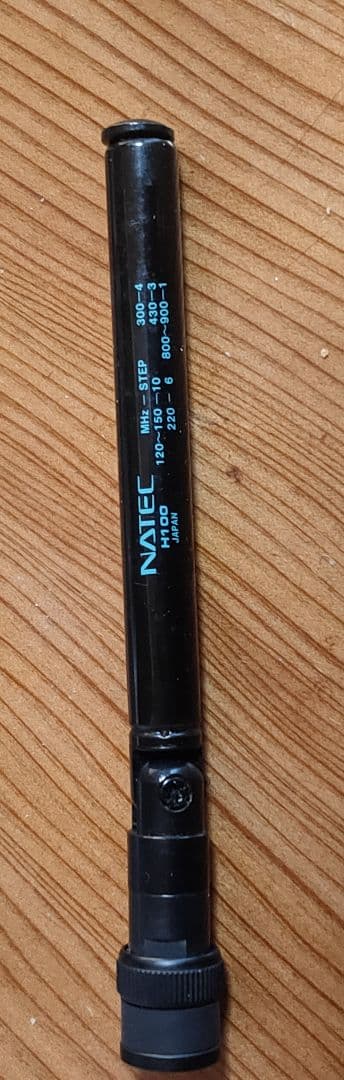 NATEC
H100
JAPAN
MHz - STEP 300-4
120~150-10 430-3
220 - 6 800~900-1